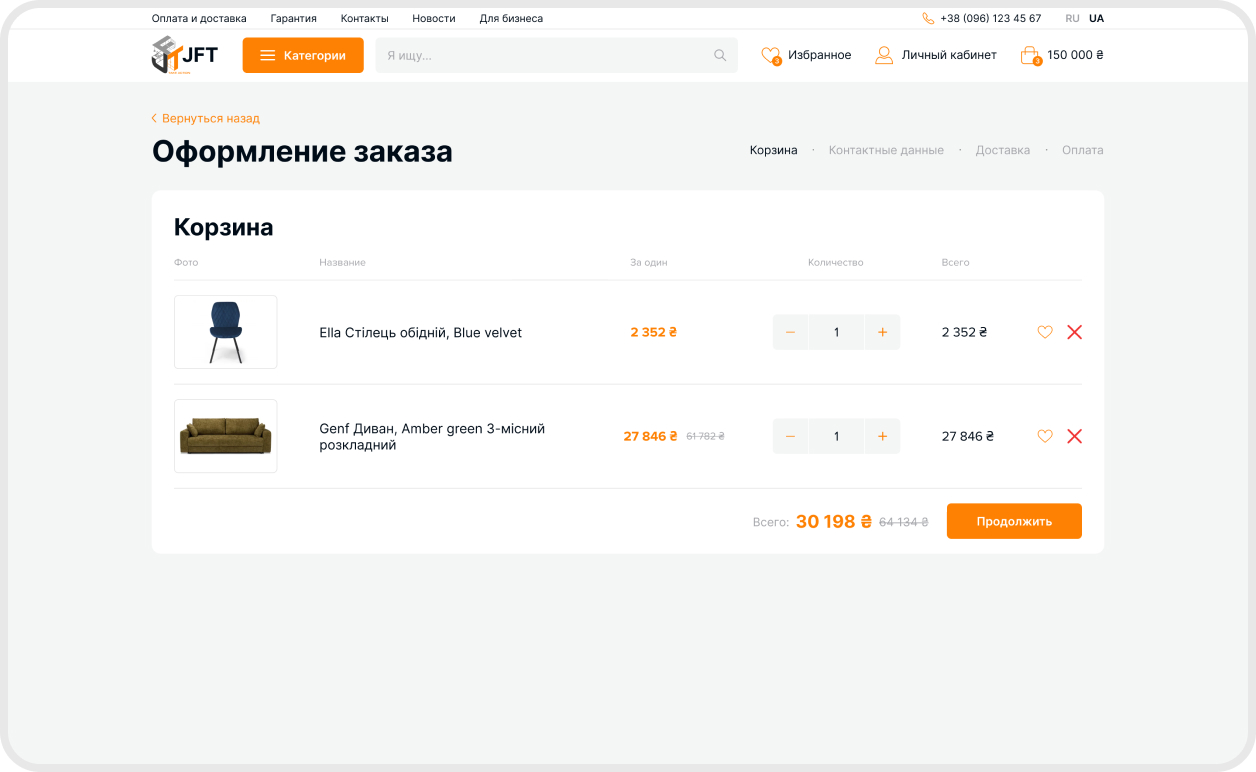 Оплата и доставка Гарантия Контакты Новости Для бизнеса +38 (096) 123 45 67 RU UA
JFT Категории Я ищу... 3 Избранное Личный кабинет 3 150 000 ₴
Вернуться назад
Оформление заказа
Корзина · Контактные данные · Доставка · Оплата
Корзина
Фото Название За один Количество Всего
Ella Стілець обідній, Blue velvet 2 352 ₴ − 1 + 2 352 ₴
Genf Диван, Amber green 3-місний
розкладний
27 846 ₴ 61 782 ₴ − 1 + 27 846 ₴
Всего: 30 198 ₴ 64 134 ₴ Продолжить